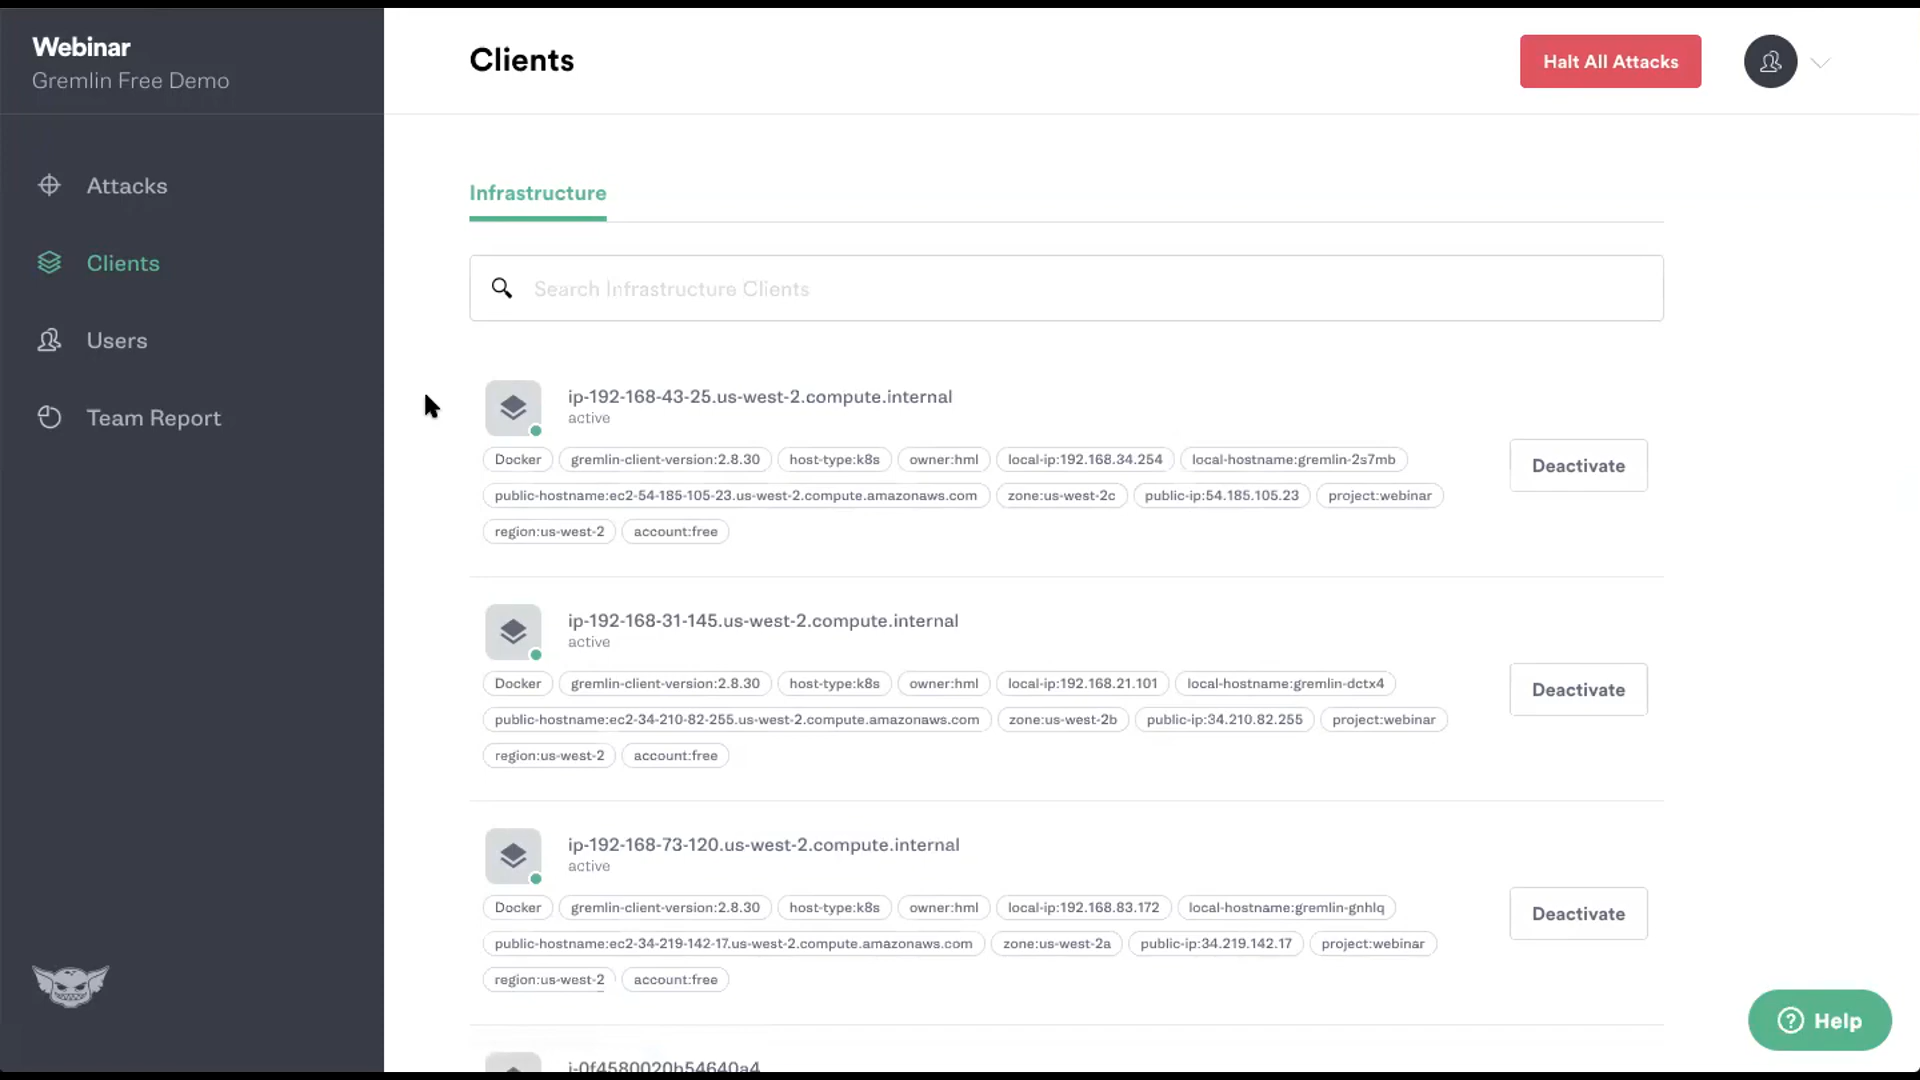 Webinar
Gremlin Free Demo
Attacks
Clients
Users
Team Report
Clients
Halt All Attacks
Infrastructure
Search Infrastructure Clients
ip-192-168-43-25.us-west-2.compute.internal
active
Docker gremlin-client-version:2.8.30 host-type:k8s owner:hml local-ip:192.168.34.254 local-hostname:gremlin-2s7mb
public-hostname:ec2-54-185-105-23.us-west-2.compute.amazonaws.com zone:us-west-2c public-ip:54.185.105.23 project:webinar
region:us-west-2 account:free
Deactivate
ip-192-168-31-145.us-west-2.compute.internal
active
Docker gremlin-client-version:2.8.30 host-type:k8s owner:hml local-ip:192.168.21.101 local-hostname:gremlin-dctx4
public-hostname:ec2-34-210-82-255.us-west-2.compute.amazonaws.com zone:us-west-2b public-ip:34.210.82.255 project:webinar
region:us-west-2 account:free
Deactivate
ip-192-168-73-120.us-west-2.compute.internal
active
Docker gremlin-client-version:2.8.30 host-type:k8s owner:hml local-ip:192.168.83.172 local-hostname:gremlin-gnhlq
public-hostname:ec2-34-219-142-17.us-west-2.compute.amazonaws.com zone:us-west-2a public-ip:34.219.142.17 project:webinar
region:us-west-2 account:free
Deactivate
i-0f4580020b54640a4
Help